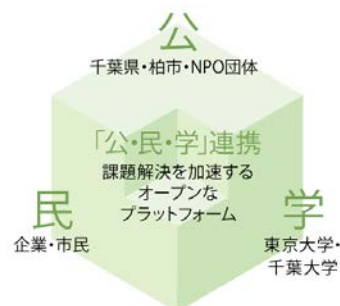 公
千葉県・柏市・NPO団体
「公・民・学」連携
課題解決を加速する
オープンな
プラットフォーム
民
企業・市民
学
東京大学・
千葉大学